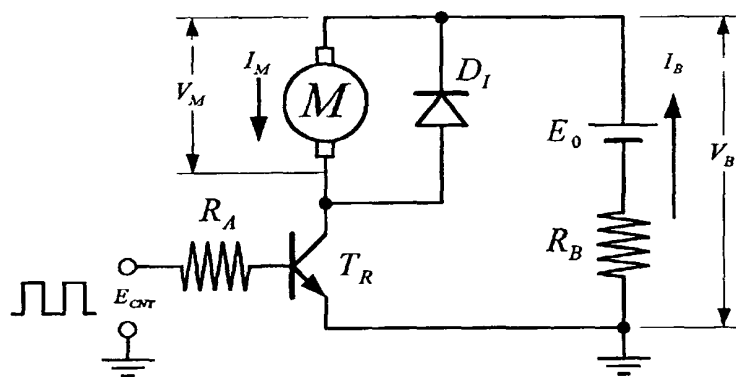 V_M
I_M
M
D_I
I_B
E_0
V_B
R_A
R_B
E_CNT
T_R